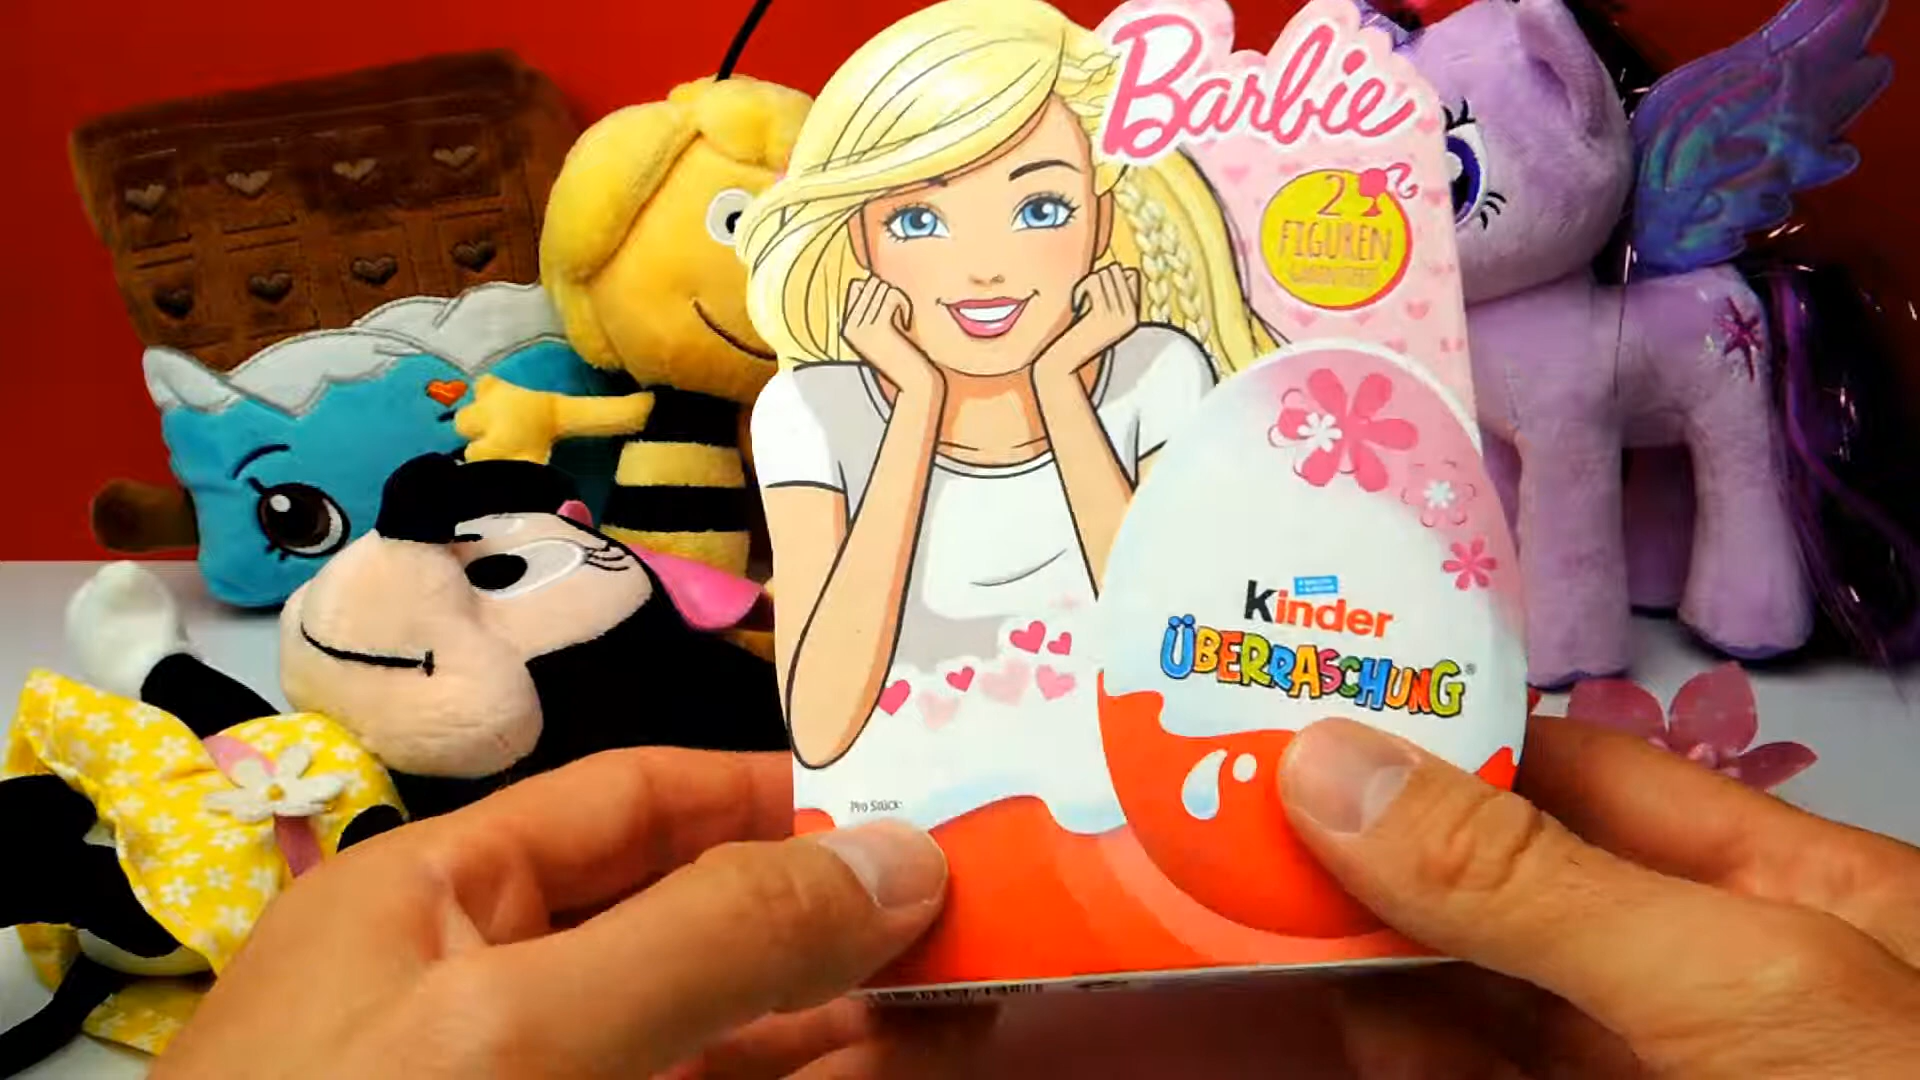 Barbie
2
FIGUREN
kinder
ÜBERRASCHUNG
Pro Stück: